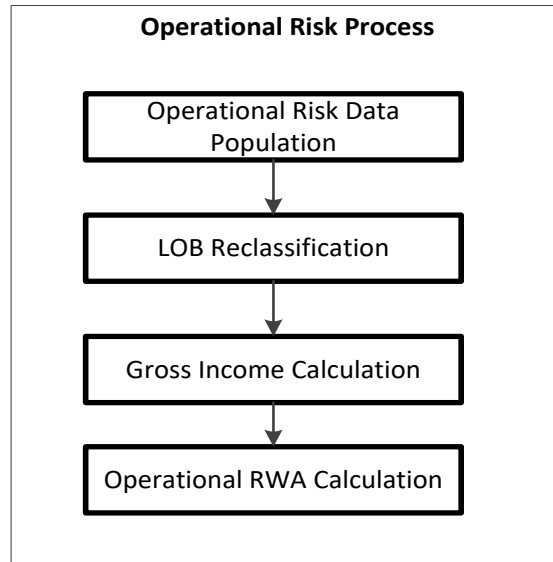 Operational Risk Process
Operational Risk Data
Population
LOB Reclassification
Gross Income Calculation
Operational RWA Calculation